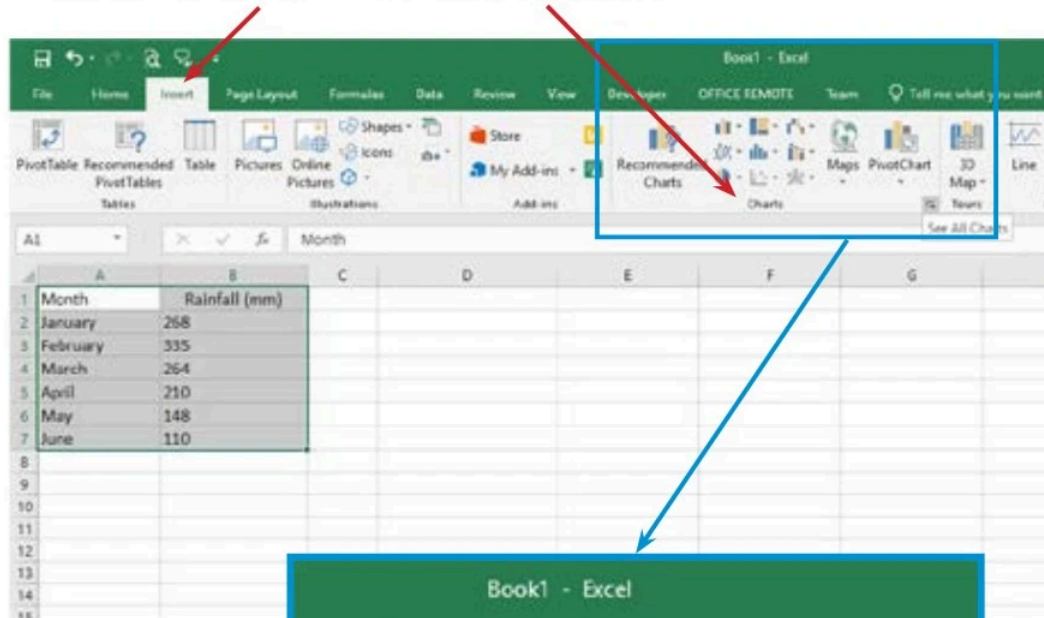 Book1 - Excel
File Home Insert Page Layout Formulas Data Review View Developer OFFICE REMOTE Team Tell me what you want
PivotTable Recommended PivotTables Table Pictures Online Pictures Shapes Icons Store My Add-ins Recommended Charts Maps PivotChart 3D Map Line
Tables Illustrations Add-ins Charts Tours
See All Charts
A1 fx Month
A B C D E F G
1 Month Rainfall (mm)
2 January 268
3 February 335
4 March 264
5 April 210
6 May 148
7 June 110
8
9
10
11
12
13
14
15
Book1 - Excel